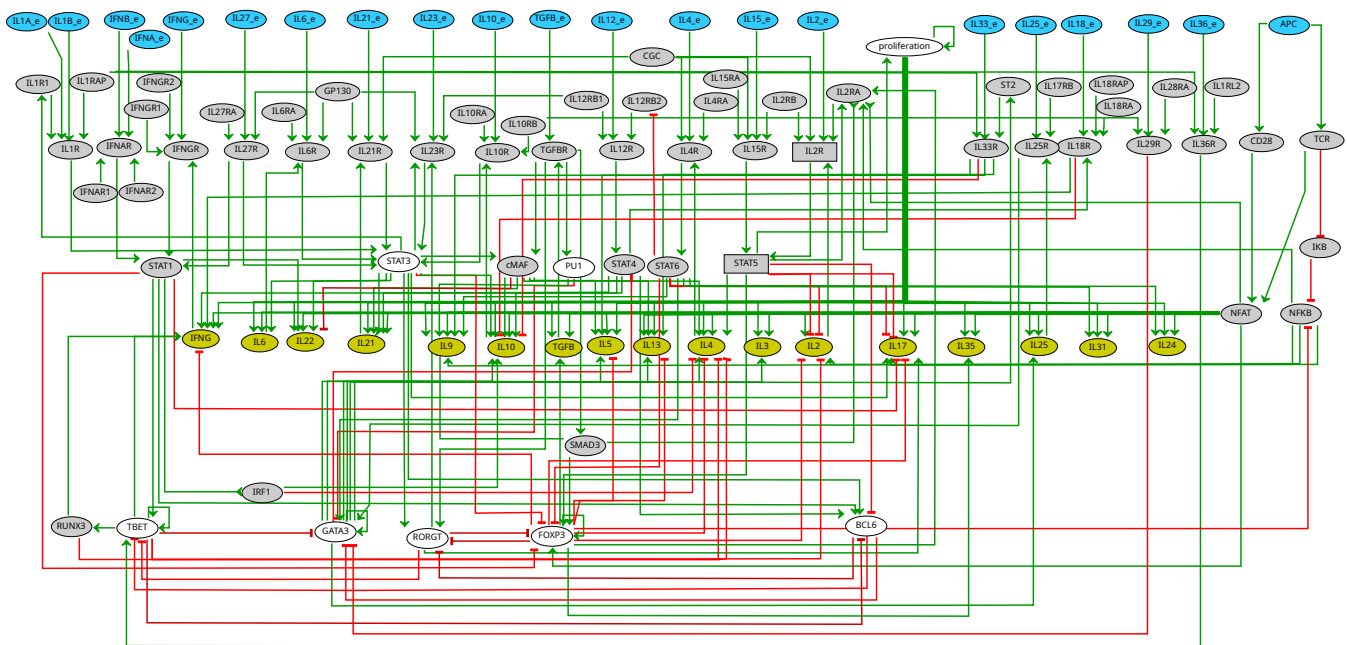 IL1A_e
IL1B_e
IFNB_e
IFNG_e
IL27_e
IL6_e
IL21_e
IL23_e
IL10_e
TGFB_e
IL12_e
IL4_e
IL15_e
IL2_e
IL33_e
IL25_e
IL18_e
IL29_e
IL36_e
APC
IFNA_e
proliferation
CGC
IL1R1
IL1RAP
IFNGR2
GP130
IL15RA
ST2
IL17RB
IL18RAP
IL28RA
IL1RL2
IFNGR1
IL27RA
IL6RA
IL10RA
IL10RB
IL12RB1
IL12RB2
IL4RA
IL2RB
IL2RA
IL18RA
IL1R
IFNAR
IFNGR
IL27R
IL6R
IL21R
IL23R
IL10R
TGFBR
IL12R
IL4R
IL15R
IL2R
IL33R
IL25R
IL18R
IL29R
IL36R
CD28
TCR
IFNAR1
IFNAR2
STAT1
STAT3
cMAF
PU1
STAT4
STAT6
STAT5
IKB
NFAT
NFKB
IFNG
IL6
IL22
IL21
IL9
IL10
TGFB
IL5
IL13
IL4
IL3
IL2
IL17
IL35
IL25
IL31
IL24
SMAD3
IRF1
RUNX3
TBET
GATA3
RORGT
FOXP3
BCL6